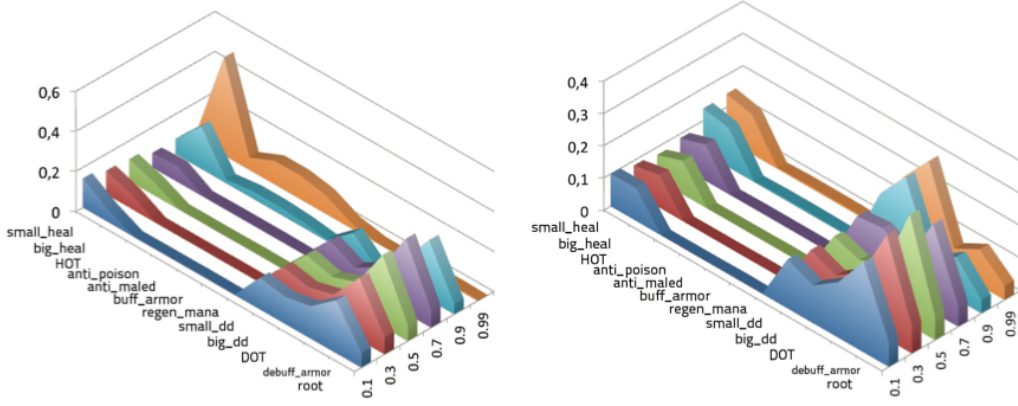 0,6
0,4
0,2
0
small_heal
big_heal
HOT
anti_poison
anti_maled
buff_armor
regen_mana
small_dd
big_dd
DOT
debuff_armor
root
0.1
0.3
0.5
0.7
0.9
0.99
0,4
0,3
0,2
0,1
0
small_heal
big_heal
HOT
anti_poison
anti_maled
buff_armor
regen_mana
small_dd
big_dd
DOT
debuff_armor
root
0.1
0.3
0.5
0.7
0.9
0.99